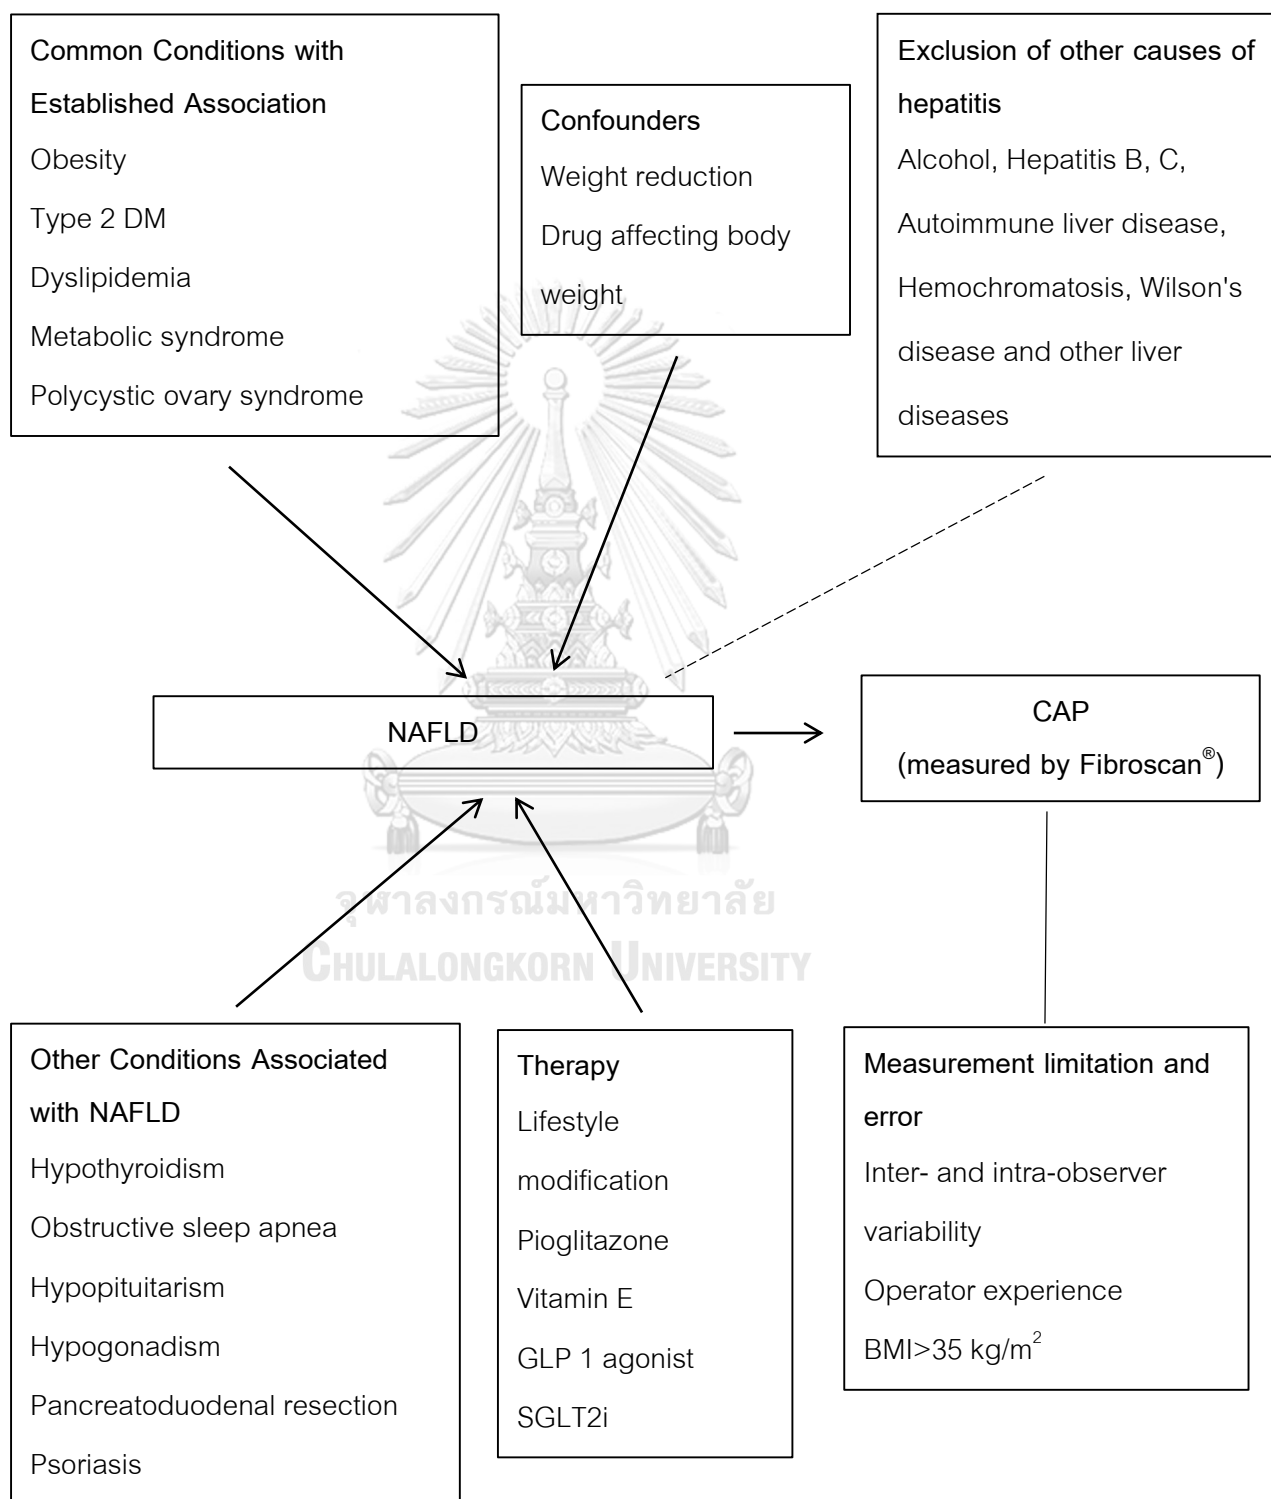 Common Conditions with
Established Association
Obesity
Type 2 DM
Dyslipidemia
Metabolic syndrome
Polycystic ovary syndrome
Confounders
Weight reduction
Drug affecting body
weight
Exclusion of other causes of
hepatitis
Alcohol, Hepatitis B, C,
Autoimmune liver disease,
Hemochromatosis, Wilson's
disease and other liver
diseases
NAFLD
CAP
(measured by Fibroscan®)
จุฬาลงกรณ์มหาวิทยาลัย
CHULALONGKORN UNIVERSITY
Other Conditions Associated
with NAFLD
Hypothyroidism
Obstructive sleep apnea
Hypopituitarism
Hypogonadism
Pancreatoduodenal resection
Psoriasis
Therapy
Lifestyle
modification
Pioglitazone
Vitamin E
GLP 1 agonist
SGLT2i
Measurement limitation and
error
Inter- and intra-observer
variability
Operator experience
BMI>35 kg/m²